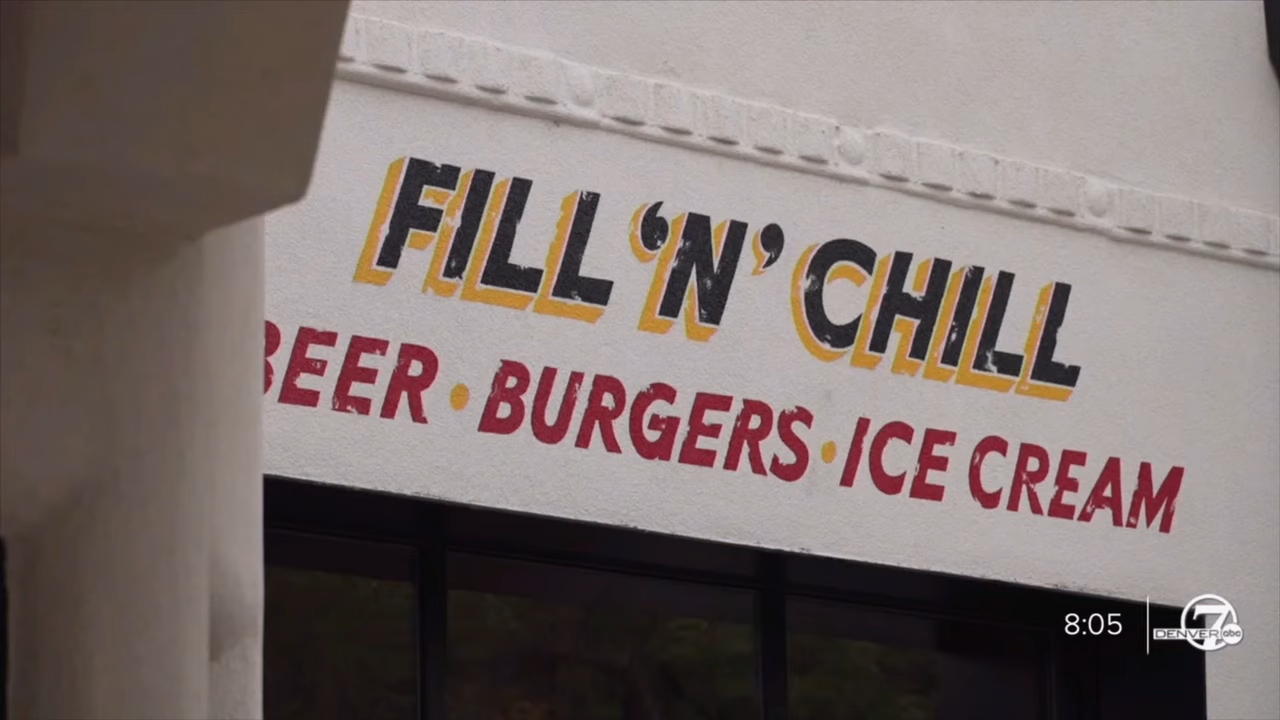 FILL 'N' CHILL
BEER • BURGERS • ICE CREAM
8:05
DENVER 7 abc